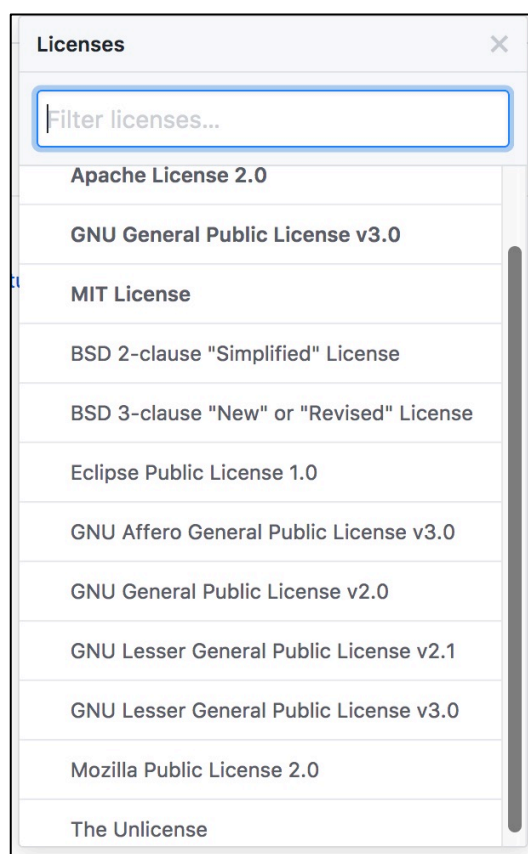 Licenses
Filter licenses...
Apache License 2.0
GNU General Public License v3.0
MIT License
BSD 2-clause "Simplified" License
BSD 3-clause "New" or "Revised" License
Eclipse Public License 1.0
GNU Affero General Public License v3.0
GNU General Public License v2.0
GNU Lesser General Public License v2.1
GNU Lesser General Public License v3.0
Mozilla Public License 2.0
The Unlicense